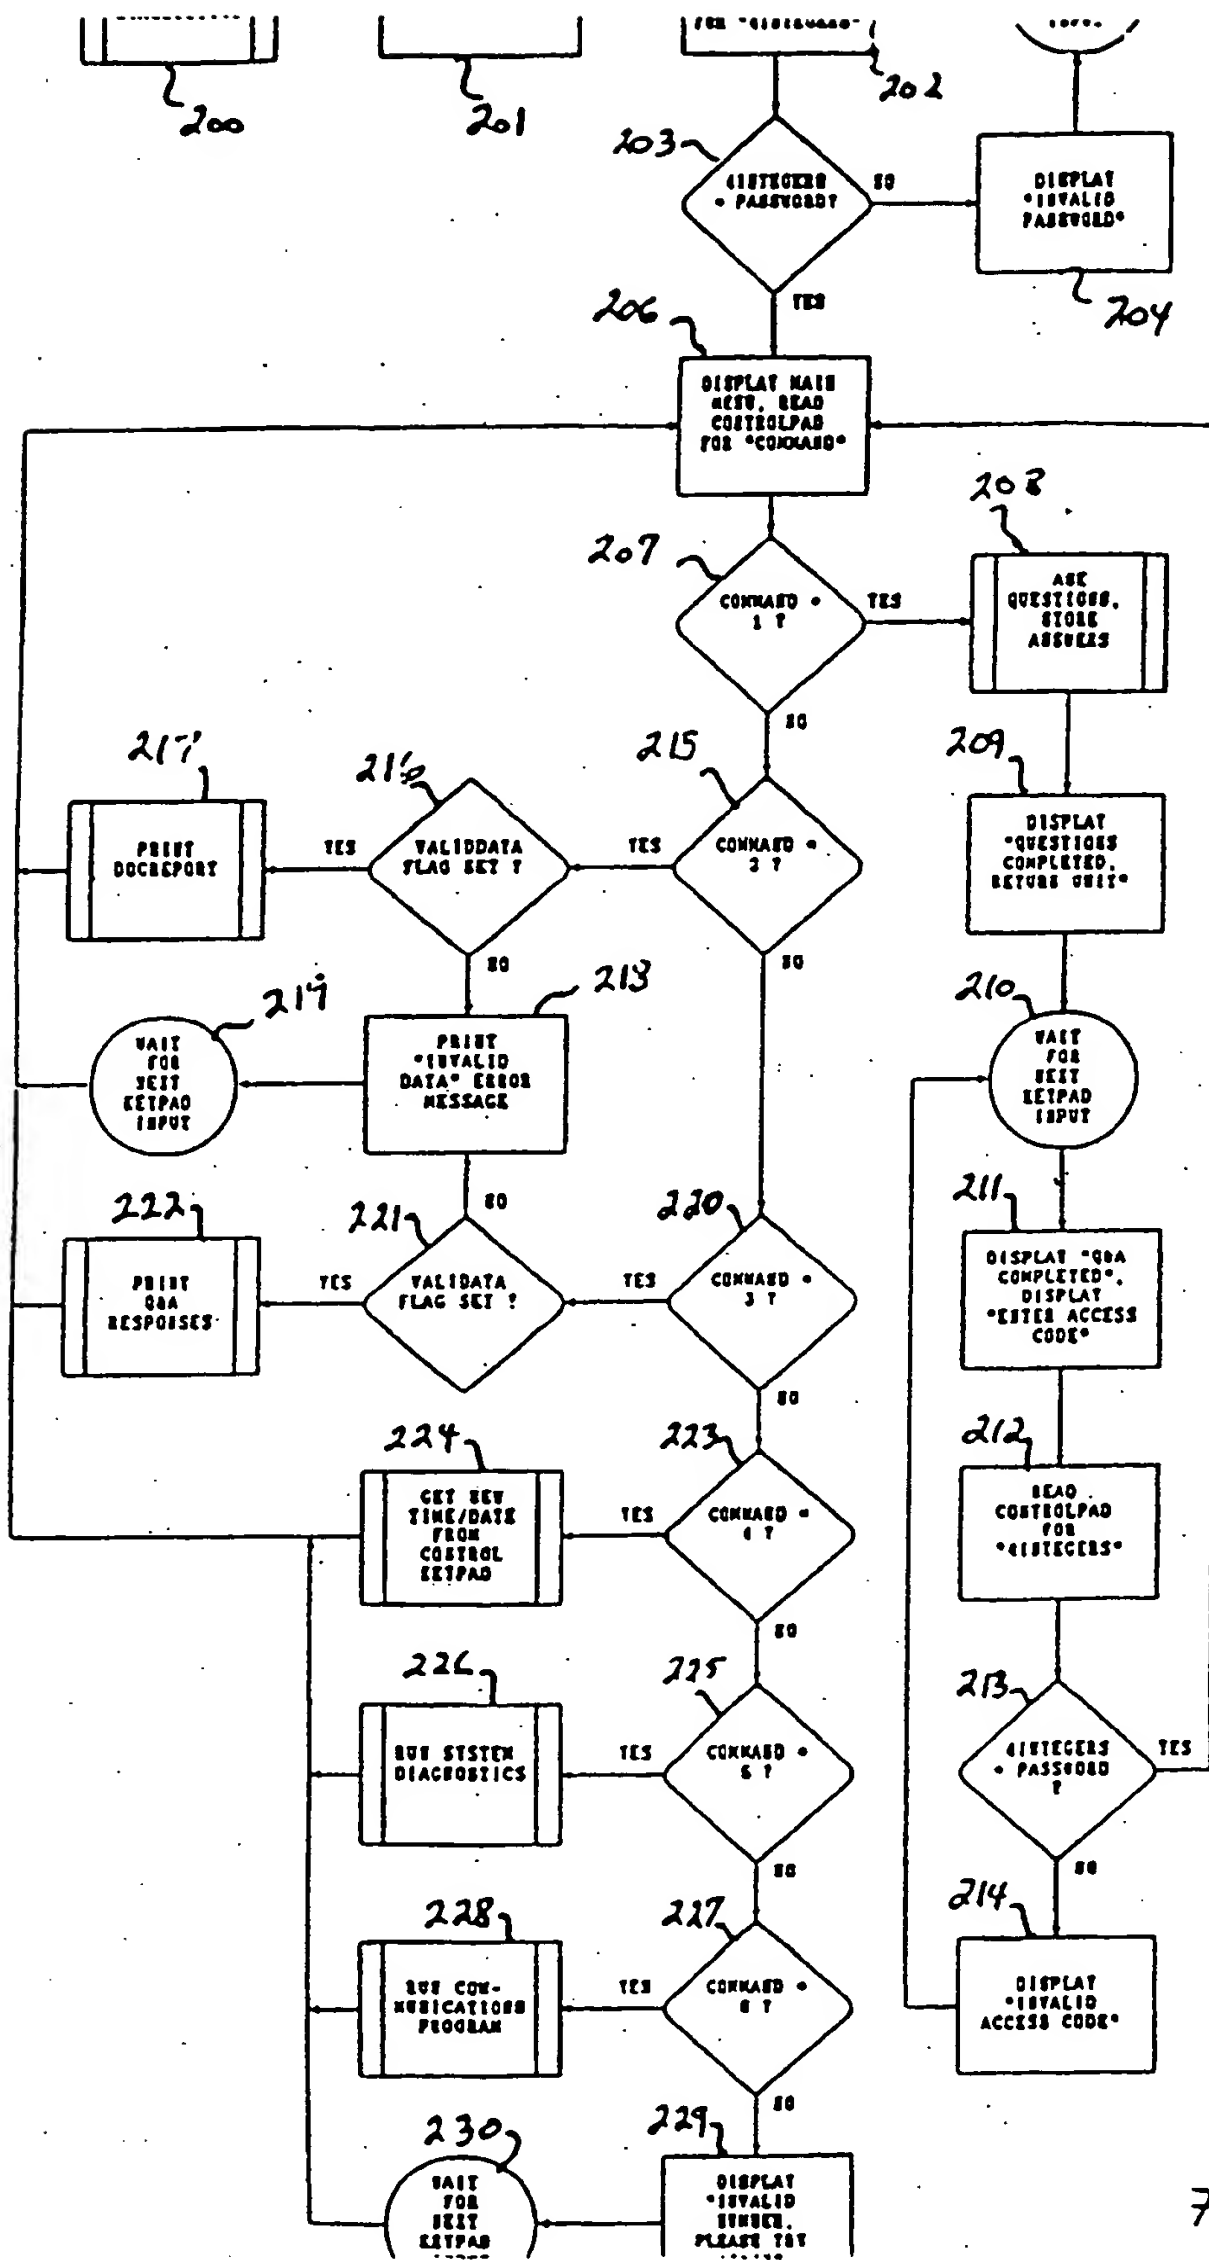 FOR "4INTEGERS"
200
201
202
203
4INTEGERS
= PASSWORD?
NO
DISPLAY
"INVALID
PASSWORD"
204
YES
206
DISPLAY MAIN
MENU, READ
CONTROLPAD
FOR "COMMAND"
207
COMMAND =
1 ?
YES
208
ASK
QUESTIONS,
STORE
ANSWERS
NO
209
DISPLAY
"QUESTIONS
COMPLETED,
RETURN UNIT"
217
PRINT
DOCREPORT
YES
216
VALIDDATA
FLAG SET ?
YES
215
COMMAND =
2 ?
NO
NO
219
WAIT
FOR
NEXT
KEYPAD
INPUT
218
PRINT
"INVALID
DATA" ERROR
MESSAGE
210
WAIT
FOR
NEXT
KEYPAD
INPUT
NO
222
PRINT
Q&A
RESPONSES
YES
221
VALIDATA
FLAG SET ?
YES
220
COMMAND =
3 ?
NO
211
DISPLAY "Q&A
COMPLETED",
DISPLAY
"ENTER ACCESS
CODE"
224
GET NEW
TIME/DATE
FROM
CONTROL
KEYPAD
YES
223
COMMAND =
4 ?
NO
212
READ
CONTROLPAD
FOR
"4INTEGERS"
226
RUN SYSTEM
DIAGNOSTICS
YES
225
COMMAND =
5 ?
NO
213
4INTEGERS
= PASSWORD
?
YES
NO
228
RUN COM-
MUNICATIONS
PROGRAM
YES
227
COMMAND =
6 ?
NO
214
DISPLAY
"INVALID
ACCESS CODE"
230
WAIT
FOR
NEXT
KEYPAD
229
DISPLAY
"INVALID
NUMBER,
PLEASE TRY
7